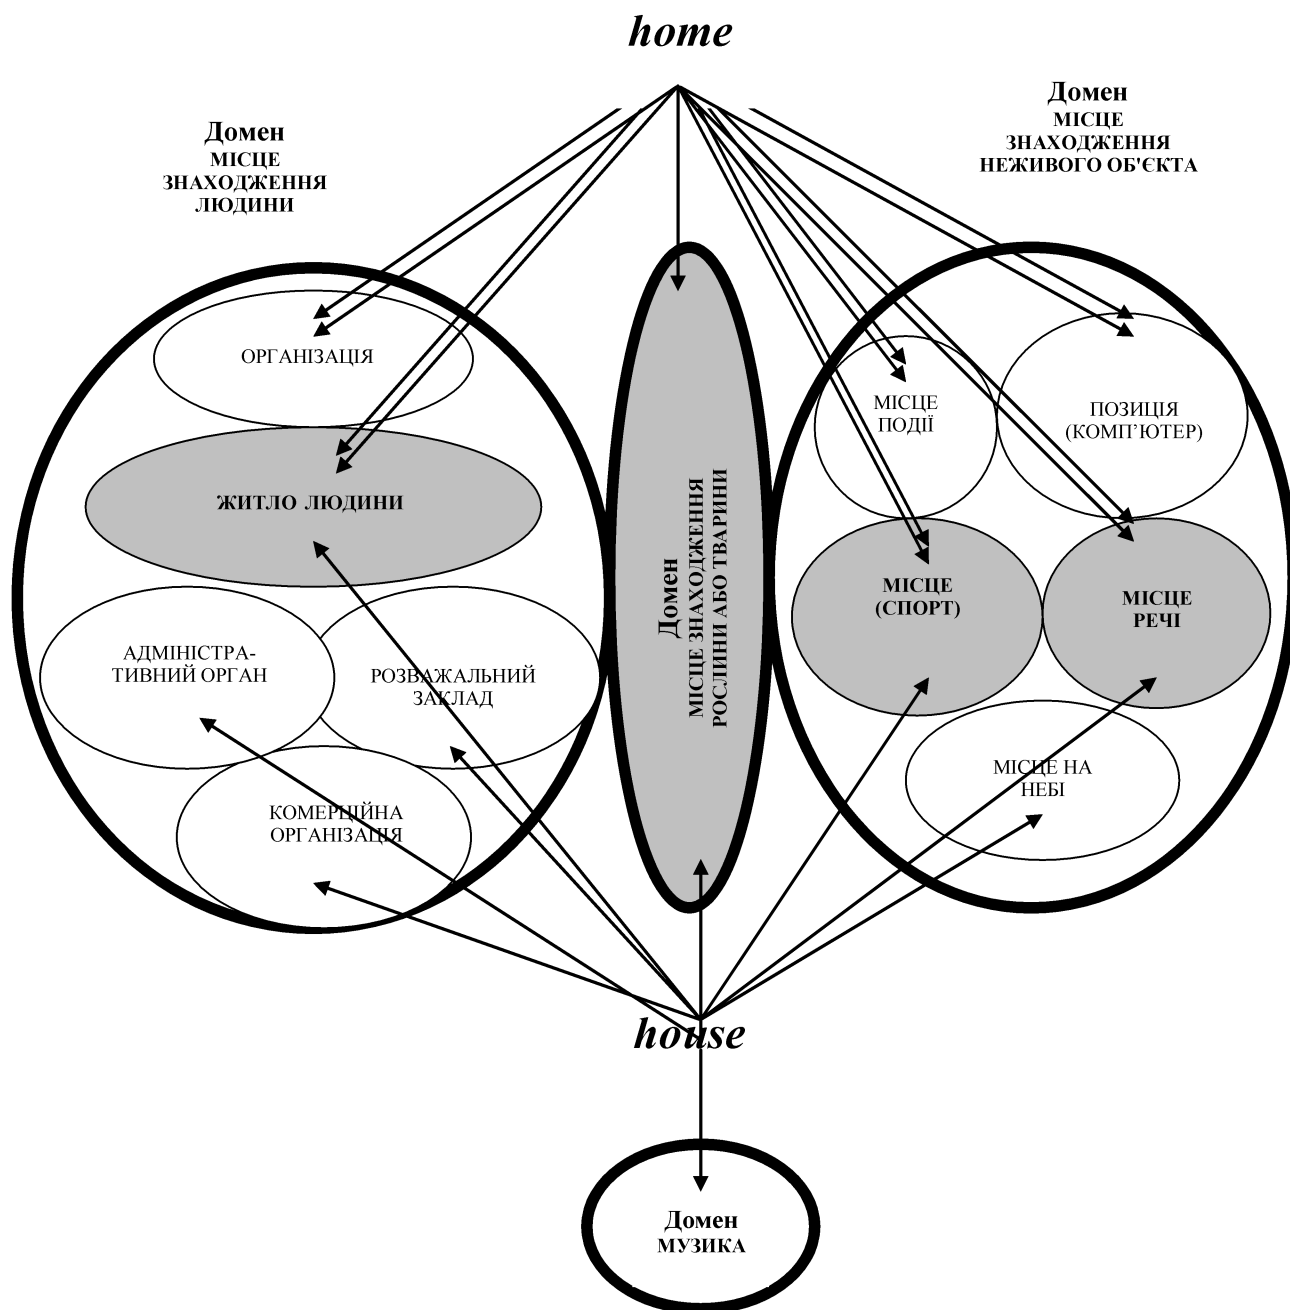 home
Домен
МІСЦЕ
ЗНАХОДЖЕННЯ
ЛЮДИНИ
Домен
МІСЦЕ
ЗНАХОДЖЕННЯ
НЕЖИВОГО ОБ'ЄКТА
ОРГАНІЗАЦІЯ
ЖИТЛО ЛЮДИНИ
АДМІНІСТРА-
ТИВНИЙ ОРГАН
РОЗВАЖАЛЬНИЙ
ЗАКЛАД
КОМЕРЦІЙНА
ОРГАНІЗАЦІЯ
Домен
МІСЦЕ ЗНАХОДЖЕННЯ
РОСЛИНИ АБО ТВАРИНИ
МІСЦЕ
ПОДІЇ
ПОЗИЦІЯ
(КОМП’ЮТЕР)
МІСЦЕ
(СПОРТ)
МІСЦЕ
РЕЧІ
МІСЦЕ НА
НЕБІ
house
Домен
МУЗИКА